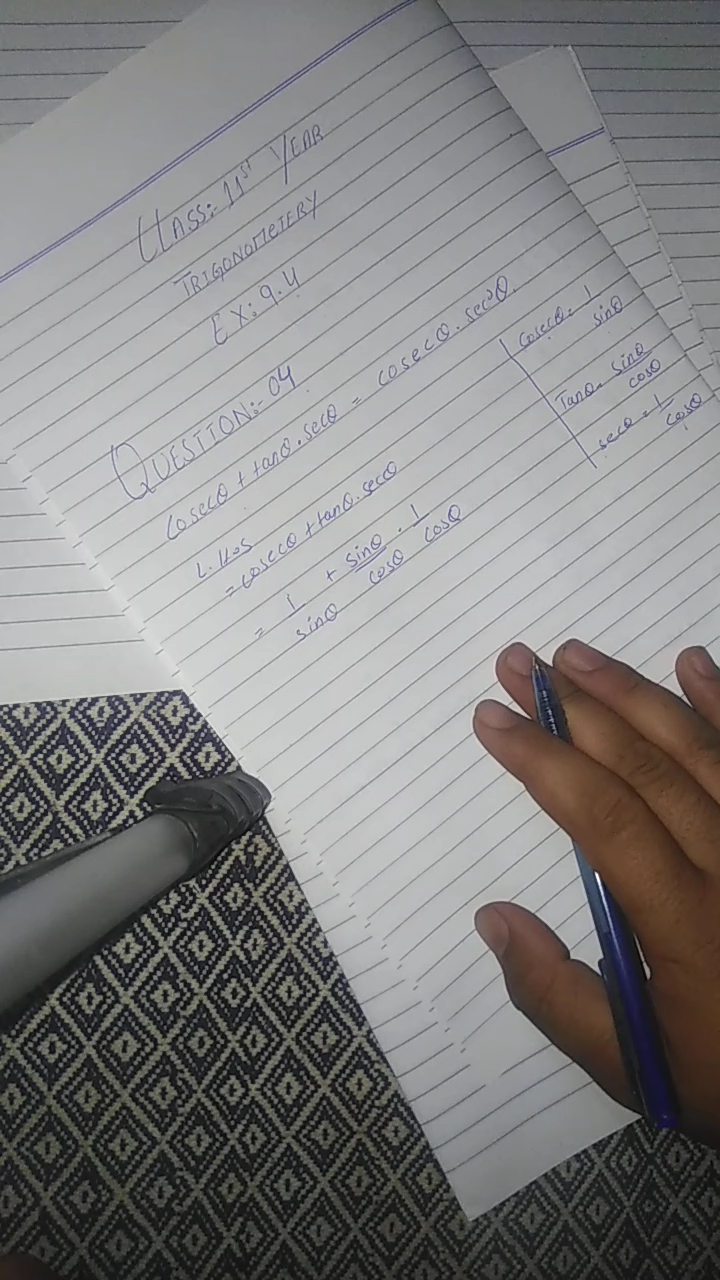 CLASS:- 11st YEAR
TRIGONOMETERY
EX: 9.4
QUESTION:- 04
cosecθ + tanθ . secθ = cosecθ . sec²θ.
L.H.S
= cosecθ + tanθ . secθ
= 1/sinθ + sinθ/cosθ . 1/cosθ
cosecθ = 1/sinθ
Tanθ = sinθ/cosθ
secθ = 1/cosθ